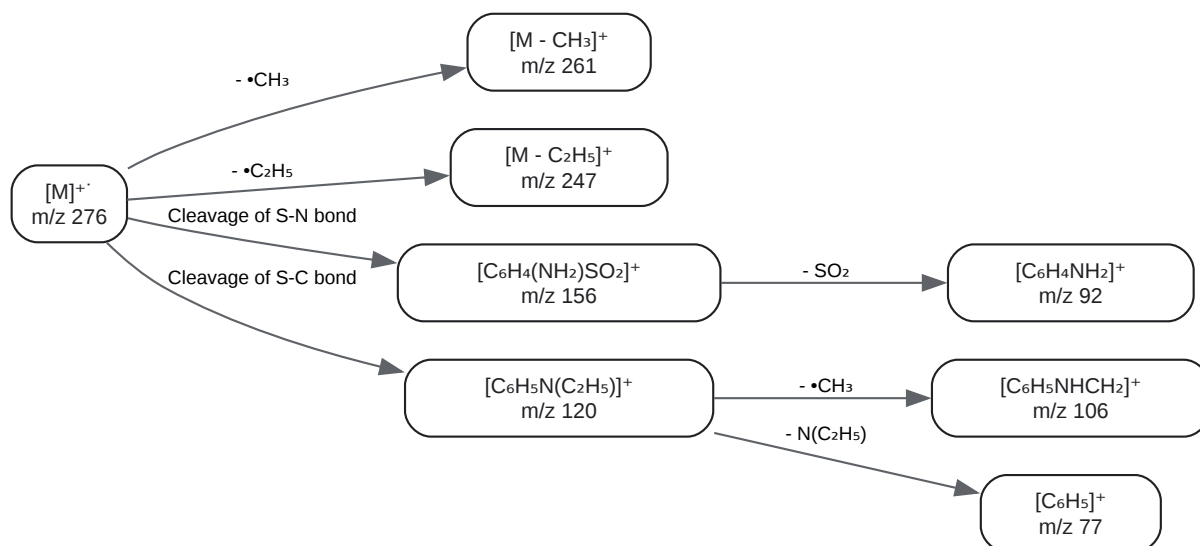 [M - CH₃]⁺
m/z 261
- •CH₃
[M - C₂H₅]⁺
m/z 247
- •C₂H₅
[M]⁺˙
m/z 276
Cleavage of S-N bond
[C₆H₄(NH₂)SO₂]⁺
m/z 156
- SO₂
[C₆H₄NH₂]⁺
m/z 92
Cleavage of S-C bond
[C₆H₅N(C₂H₅)]⁺
m/z 120
- •CH₃
[C₆H₅NHCH₂]⁺
m/z 106
- N(C₂H₅)
[C₆H₅]⁺
m/z 77